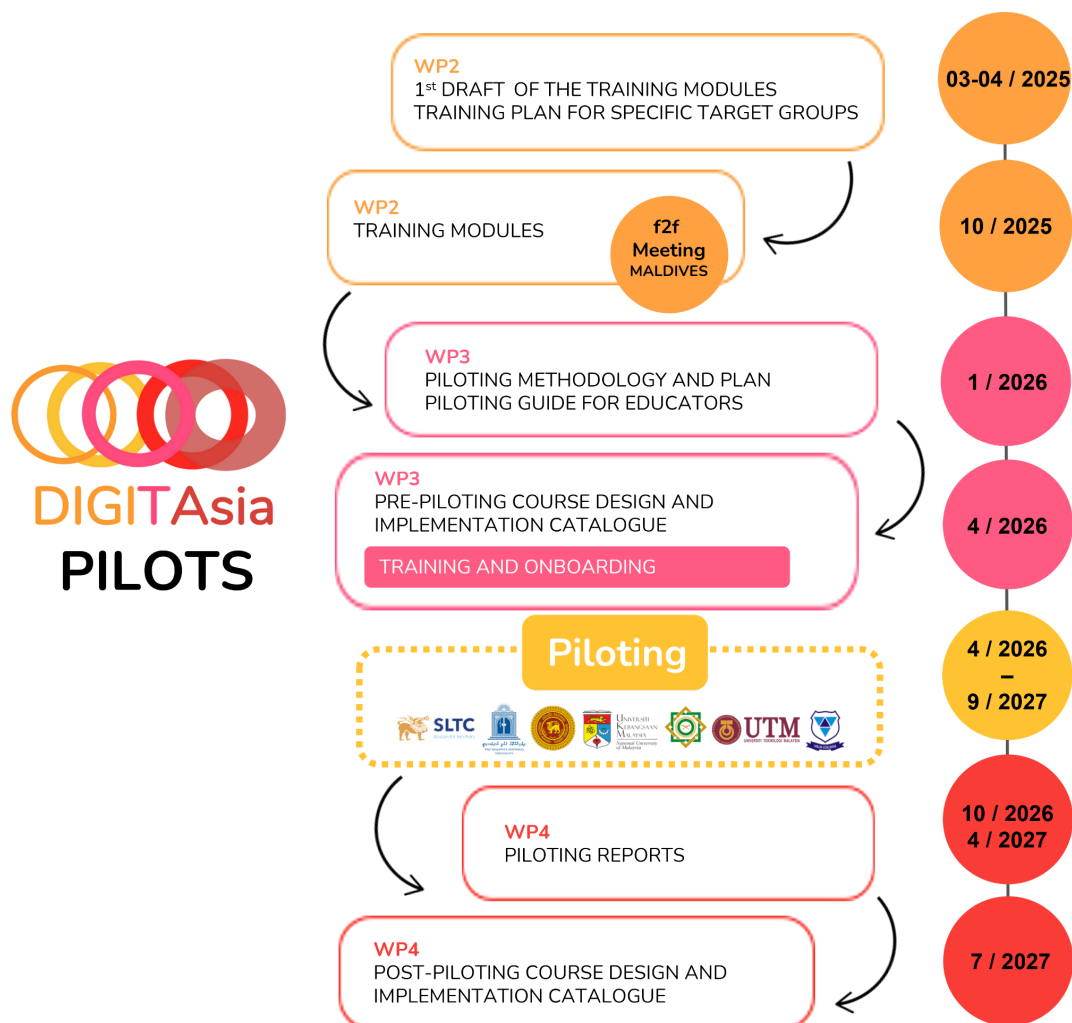 WP2
1st DRAFT OF THE TRAINING MODULES
TRAINING PLAN FOR SPECIFIC TARGET GROUPS
03-04 / 2025
WP2
TRAINING MODULES
f2f
Meeting
MALDIVES
10 / 2025
WP3
PILOTING METHODOLOGY AND PLAN
PILOTING GUIDE FOR EDUCATORS
1 / 2026
DIGITAsia
PILOTS
WP3
PRE-PILOTING COURSE DESIGN AND
IMPLEMENTATION CATALOGUE
TRAINING AND ONBOARDING
4 / 2026
Piloting
SLTC
UNIVERSITI
KEBANGSAAN
MALAYSIA
National University
of Malaysia
UTM
UNIVERSITI TEKNOLOGI MALAYSIA
4 / 2026
–
9 / 2027
WP4
PILOTING REPORTS
10 / 2026
4 / 2027
WP4
POST-PILOTING COURSE DESIGN AND
IMPLEMENTATION CATALOGUE
7 / 2027